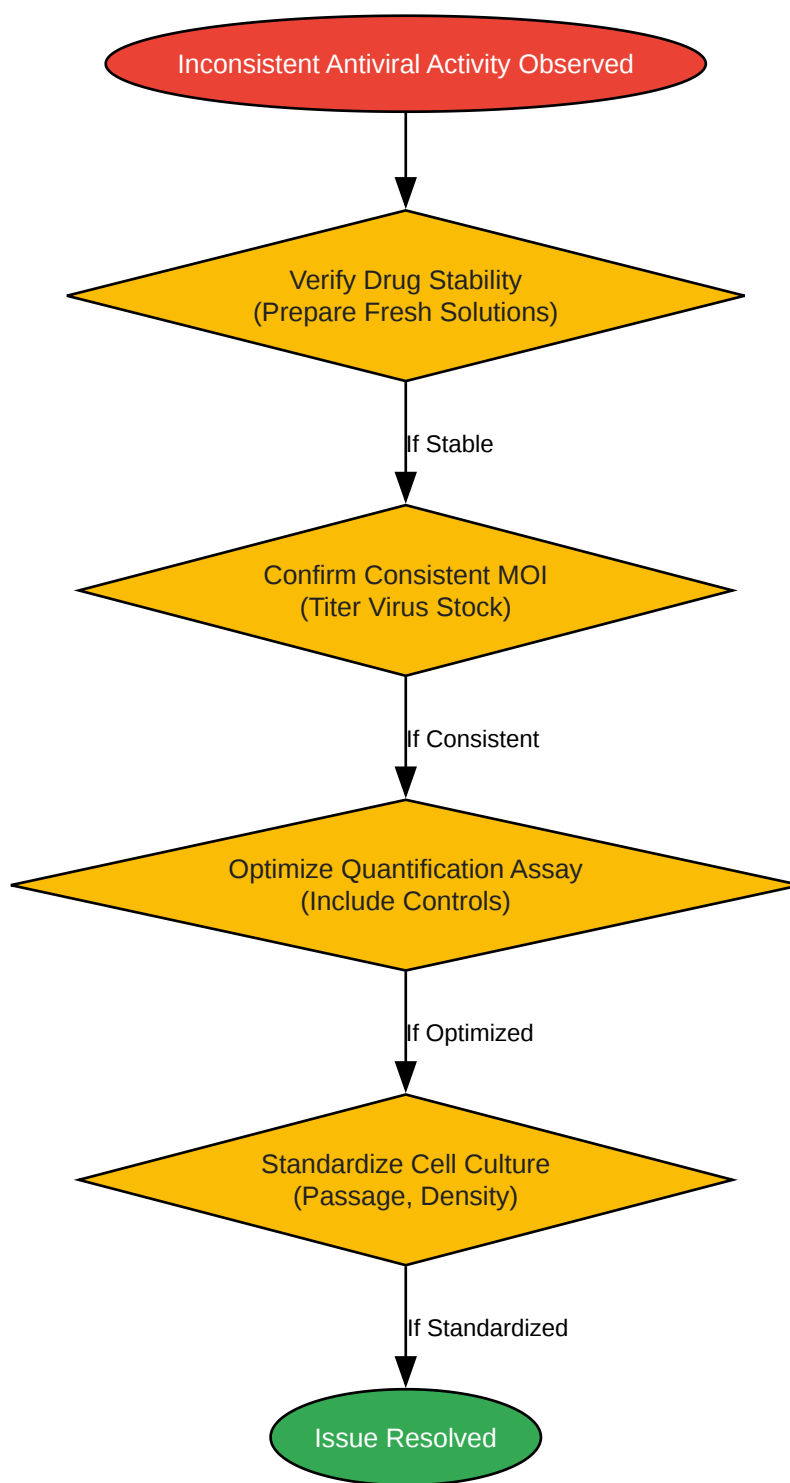 Inconsistent Antiviral Activity Observed
Verify Drug Stability
(Prepare Fresh Solutions)
If Stable
Confirm Consistent MOI
(Titer Virus Stock)
If Consistent
Optimize Quantification Assay
(Include Controls)
If Optimized
Standardize Cell Culture
(Passage, Density)
If Standardized
Issue Resolved